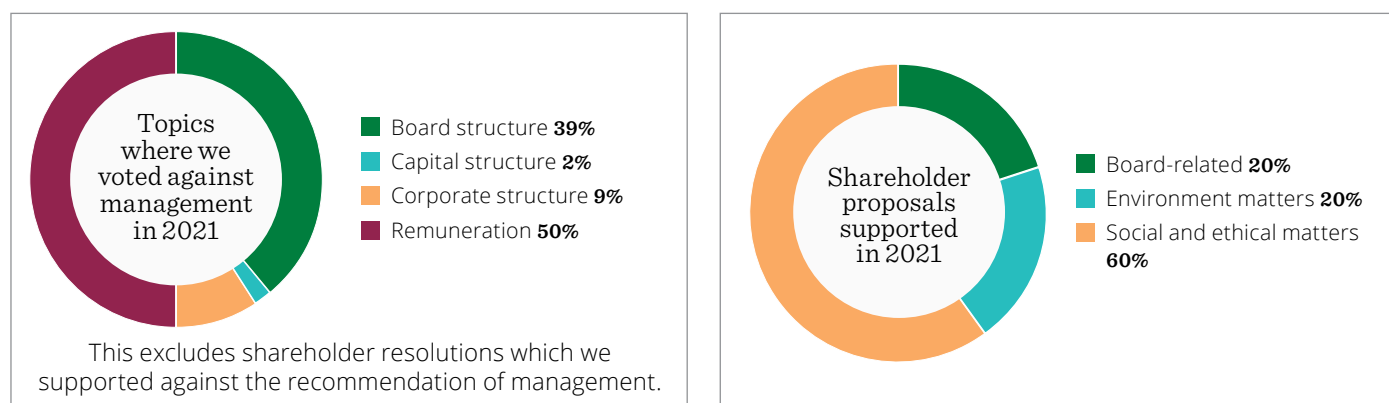 Topics
where we
voted against
management
in 2021
Board structure 39%
Capital structure 2%
Corporate structure 9%
Remuneration 50%
This excludes shareholder resolutions which we
supported against the recommendation of management.
Shareholder
proposals
supported
in 2021
Board-related 20%
Environment matters 20%
Social and ethical matters
60%